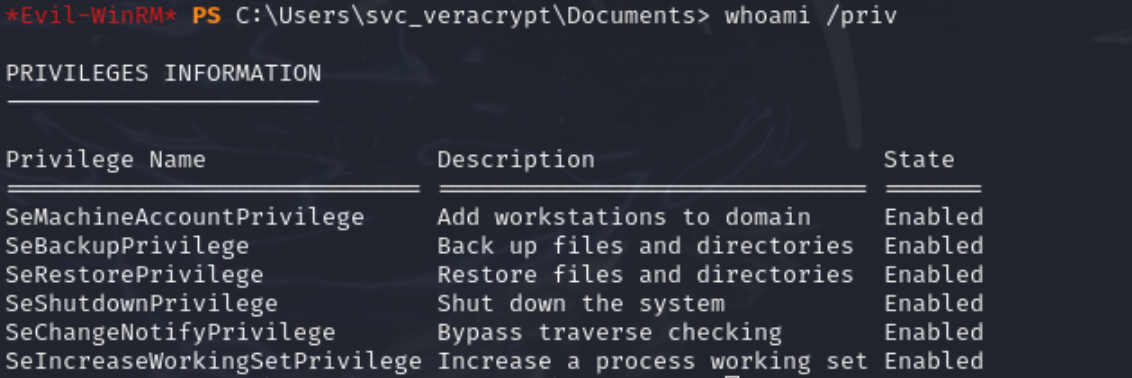 *Evil-WinRM* PS C:\Users\svc_veracrypt\Documents> whoami /priv
PRIVILEGES INFORMATION
----------------------
Privilege Name Description State
============================= ============================== =======
SeMachineAccountPrivilege Add workstations to domain Enabled
SeBackupPrivilege Back up files and directories Enabled
SeRestorePrivilege Restore files and directories Enabled
SeShutdownPrivilege Shut down the system Enabled
SeChangeNotifyPrivilege Bypass traverse checking Enabled
SeIncreaseWorkingSetPrivilege Increase a process working set Enabled